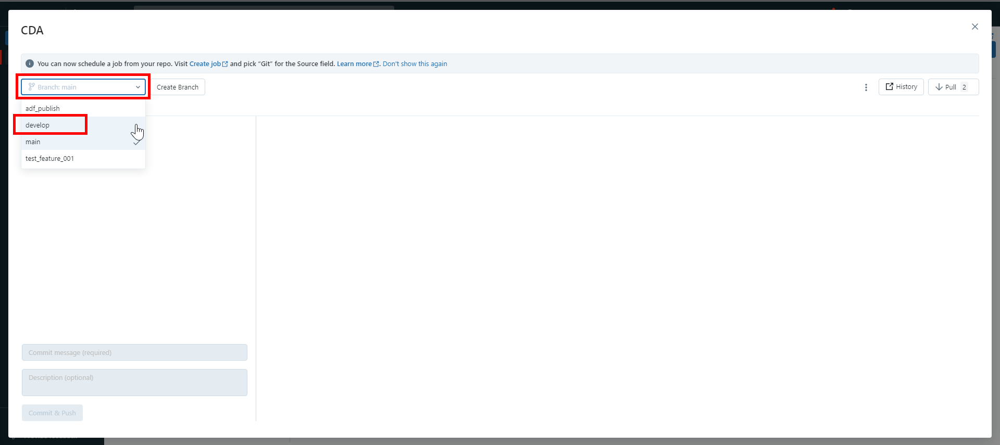 CDA
You can now schedule a job from your repo. Visit Create job and pick “Git” for the Source field. Learn more. Don't show this again
Branch: main
Create Branch
History
Pull 2
adf_publish
develop
main
test_feature_001
Commit message (required)
Description (optional)
Commit & Push